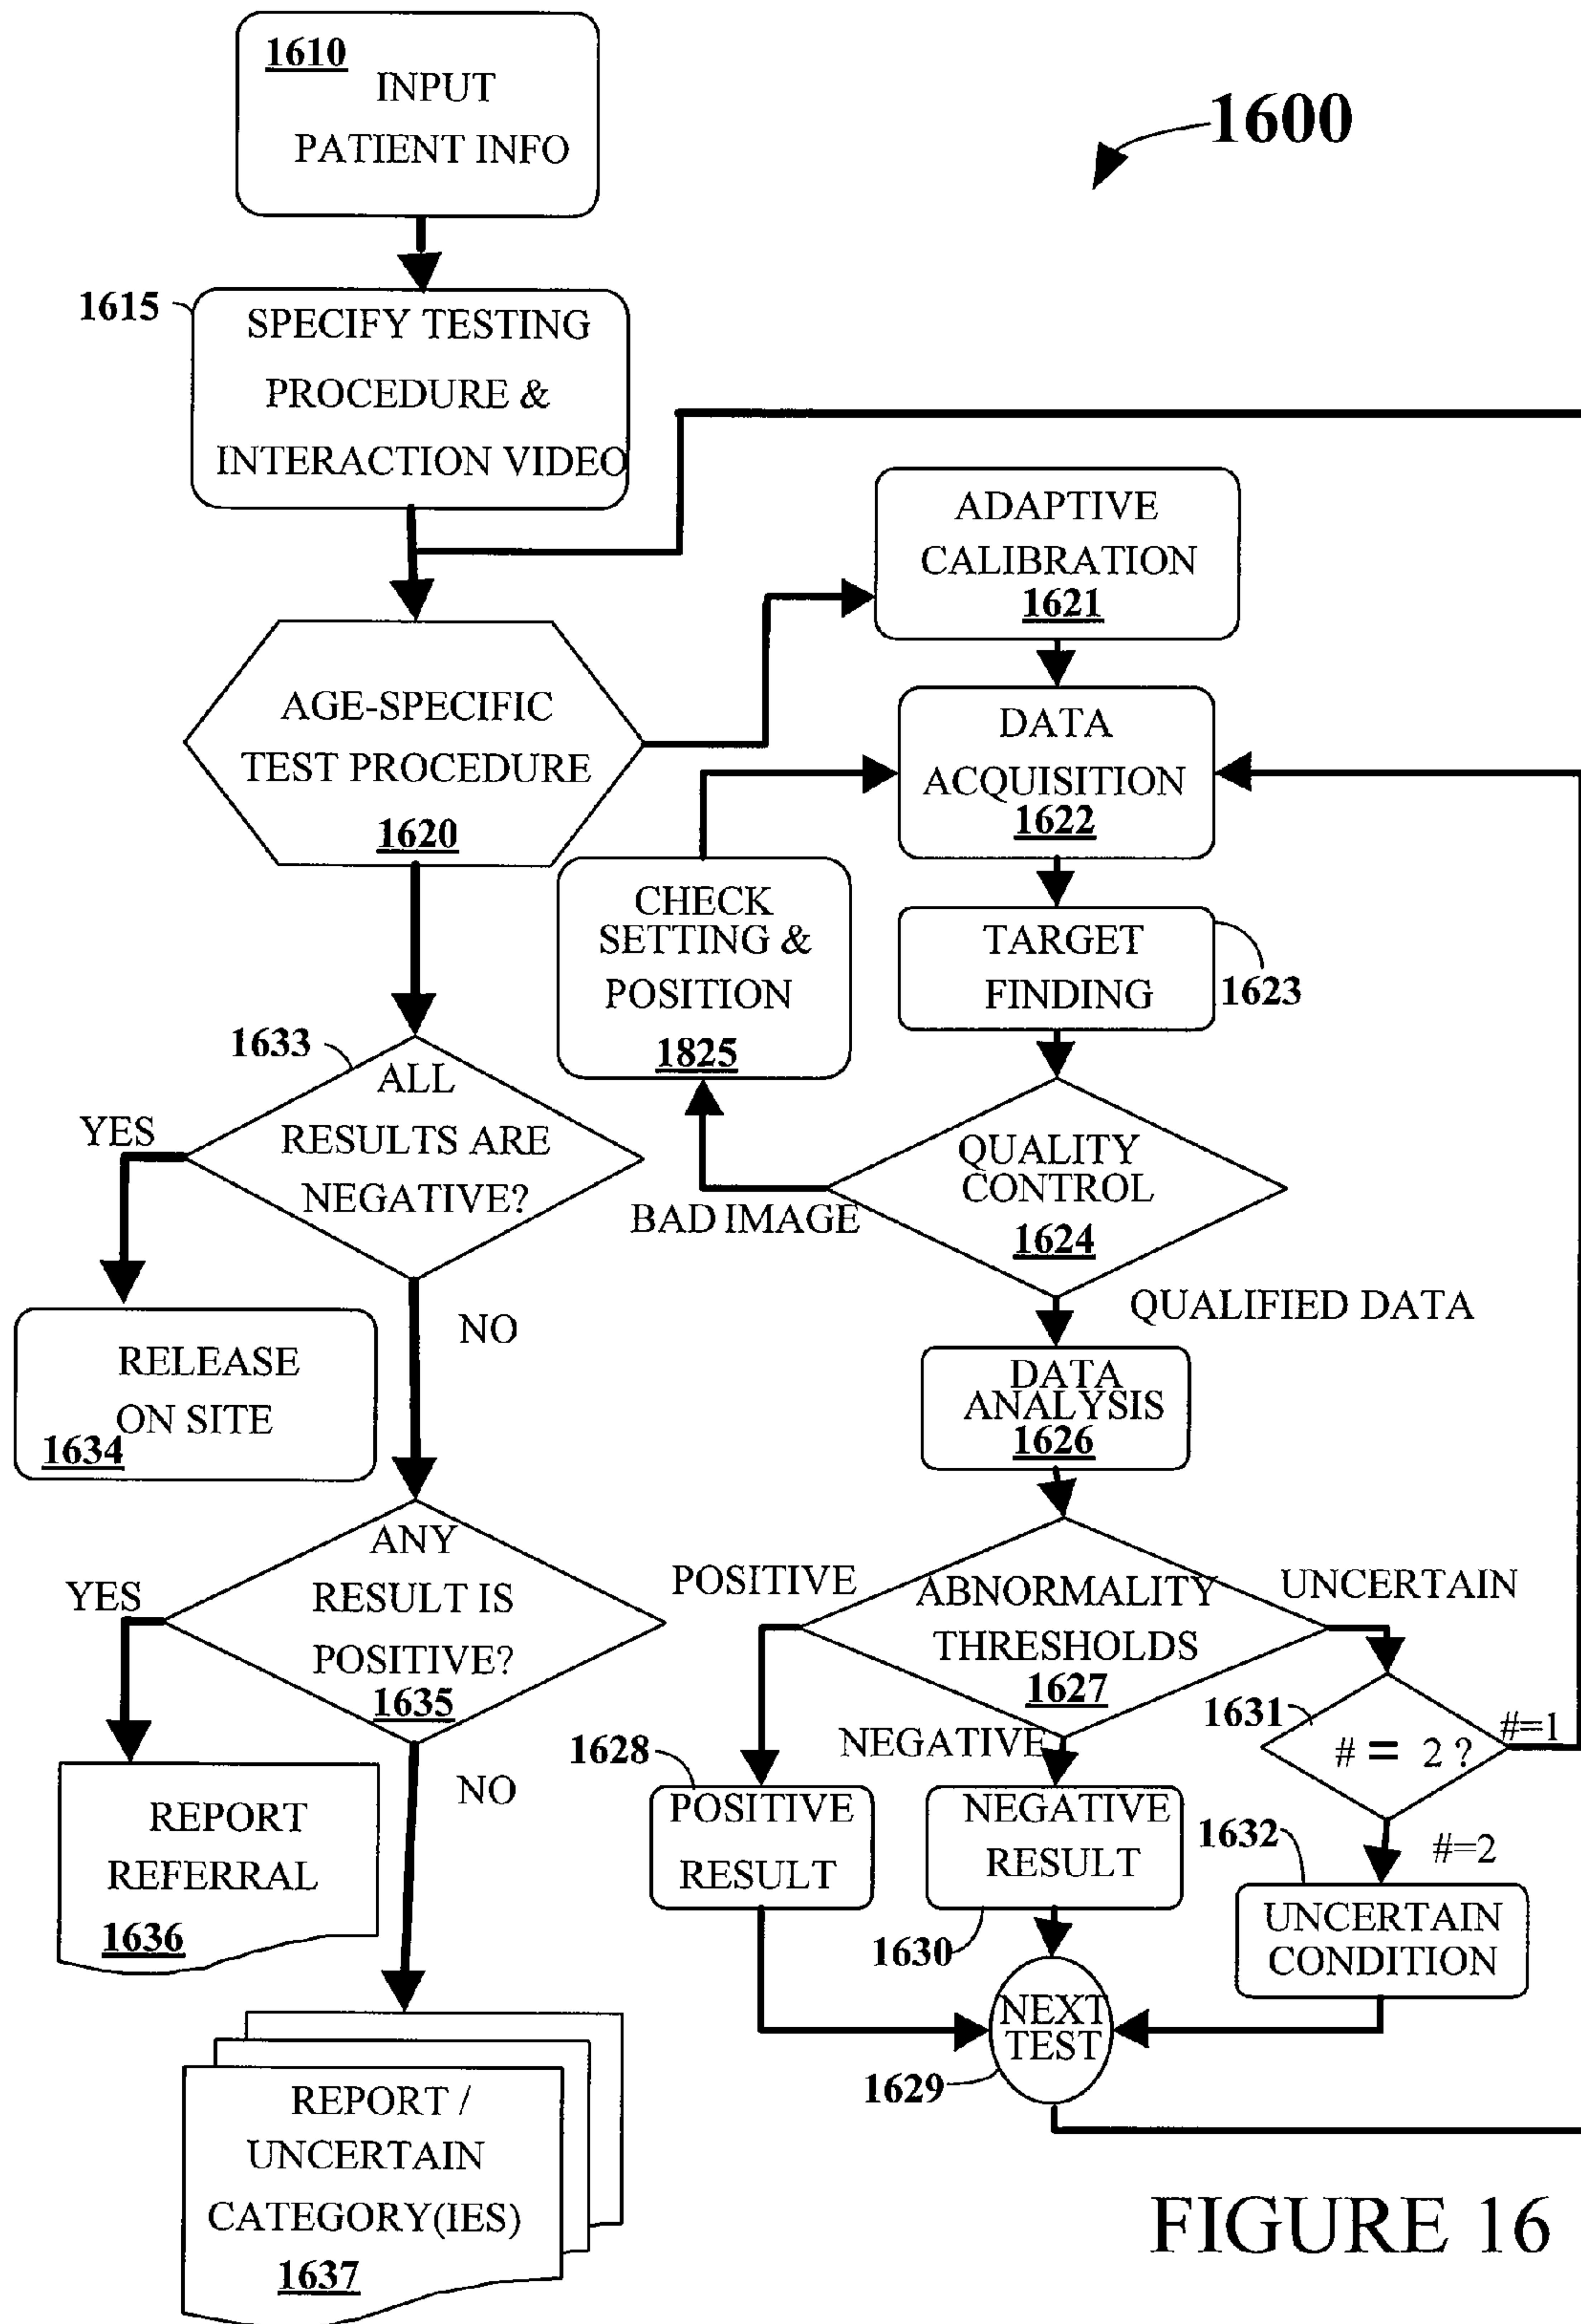 1610
INPUT
PATIENT INFO
1600
1615
SPECIFY TESTING
PROCEDURE &
INTERACTION VIDEO
ADAPTIVE
CALIBRATION
1621
AGE-SPECIFIC
TEST PROCEDURE
1620
DATA
ACQUISITION
1622
CHECK
SETTING &
POSITION
1825
TARGET
FINDING
1623
1633
ALL
RESULTS ARE
NEGATIVE?
YES
NO
QUALITY
CONTROL
1624
BAD IMAGE
QUALIFIED DATA
RELEASE
ON SITE
1634
DATA
ANALYSIS
1626
ANY
RESULT IS
POSITIVE?
1635
YES
NO
POSITIVE
ABNORMALITY
THRESHOLDS
1627
UNCERTAIN
NEGATIVE
1631
# = 2 ?
#=1
#=2
1628
POSITIVE
RESULT
NEGATIVE
RESULT
1630
1632
UNCERTAIN
CONDITION
REPORT
REFERRAL
1636
NEXT
TEST
1629
REPORT /
UNCERTAIN
CATEGORY(IES)
1637
FIGURE 16